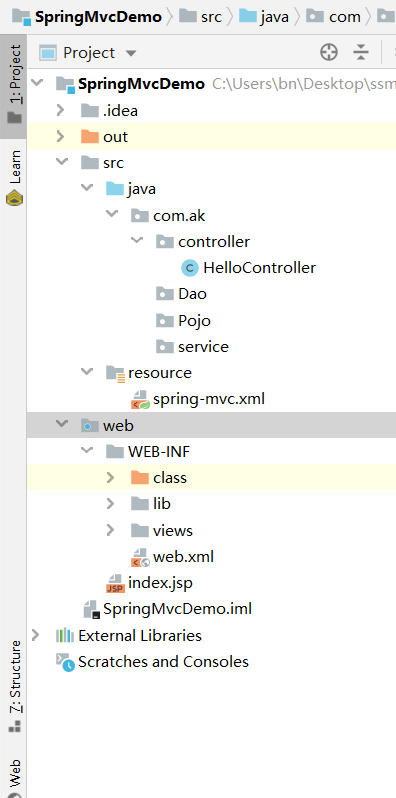 SpringMvcDemo src java com
1: Project
Project
SpringMvcDemo C:\Users\bn\Desktop\ssm
.idea
out
Learn
src
java
com.ak
controller
C HelloController
Dao
Pojo
service
resource
spring-mvc.xml
web
WEB-INF
class
lib
views
web.xml
JSP index.jsp
SpringMvcDemo.iml
External Libraries
Scratches and Consoles
7: Structure
Web